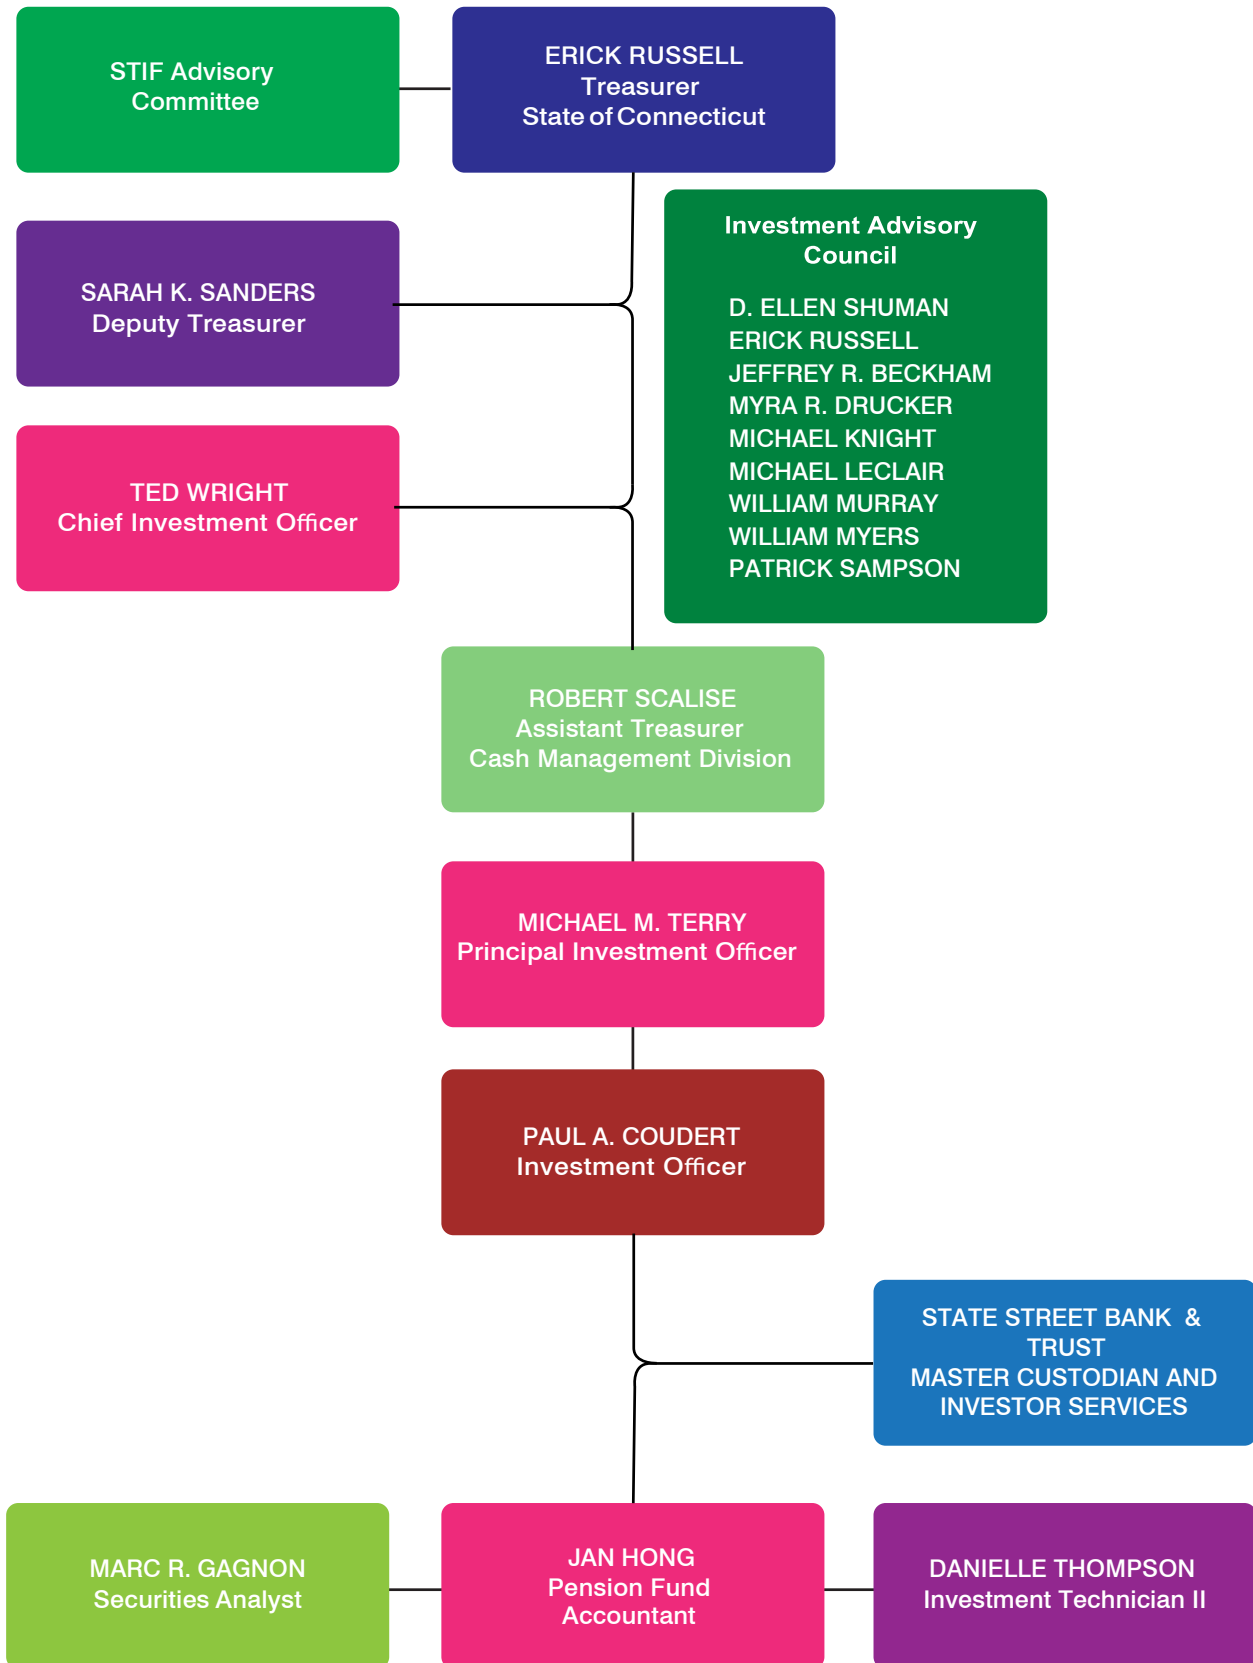 STIF Advisory
Committee
ERICK RUSSELL
Treasurer
State of Connecticut
SARAH K. SANDERS
Deputy Treasurer
Investment Advisory
Council
D. ELLEN SHUMAN
ERICK RUSSELL
JEFFREY R. BECKHAM
MYRA R. DRUCKER
MICHAEL KNIGHT
MICHAEL LECLAIR
WILLIAM MURRAY
WILLIAM MYERS
PATRICK SAMPSON
TED WRIGHT
Chief Investment Officer
ROBERT SCALISE
Assistant Treasurer
Cash Management Division
MICHAEL M. TERRY
Principal Investment Officer
PAUL A. COUDERT
Investment Officer
STATE STREET BANK & 
TRUST
MASTER CUSTODIAN AND
INVESTOR SERVICES
MARC R. GAGNON
Securities Analyst
JAN HONG
Pension Fund
Accountant
DANIELLE THOMPSON
Investment Technician II